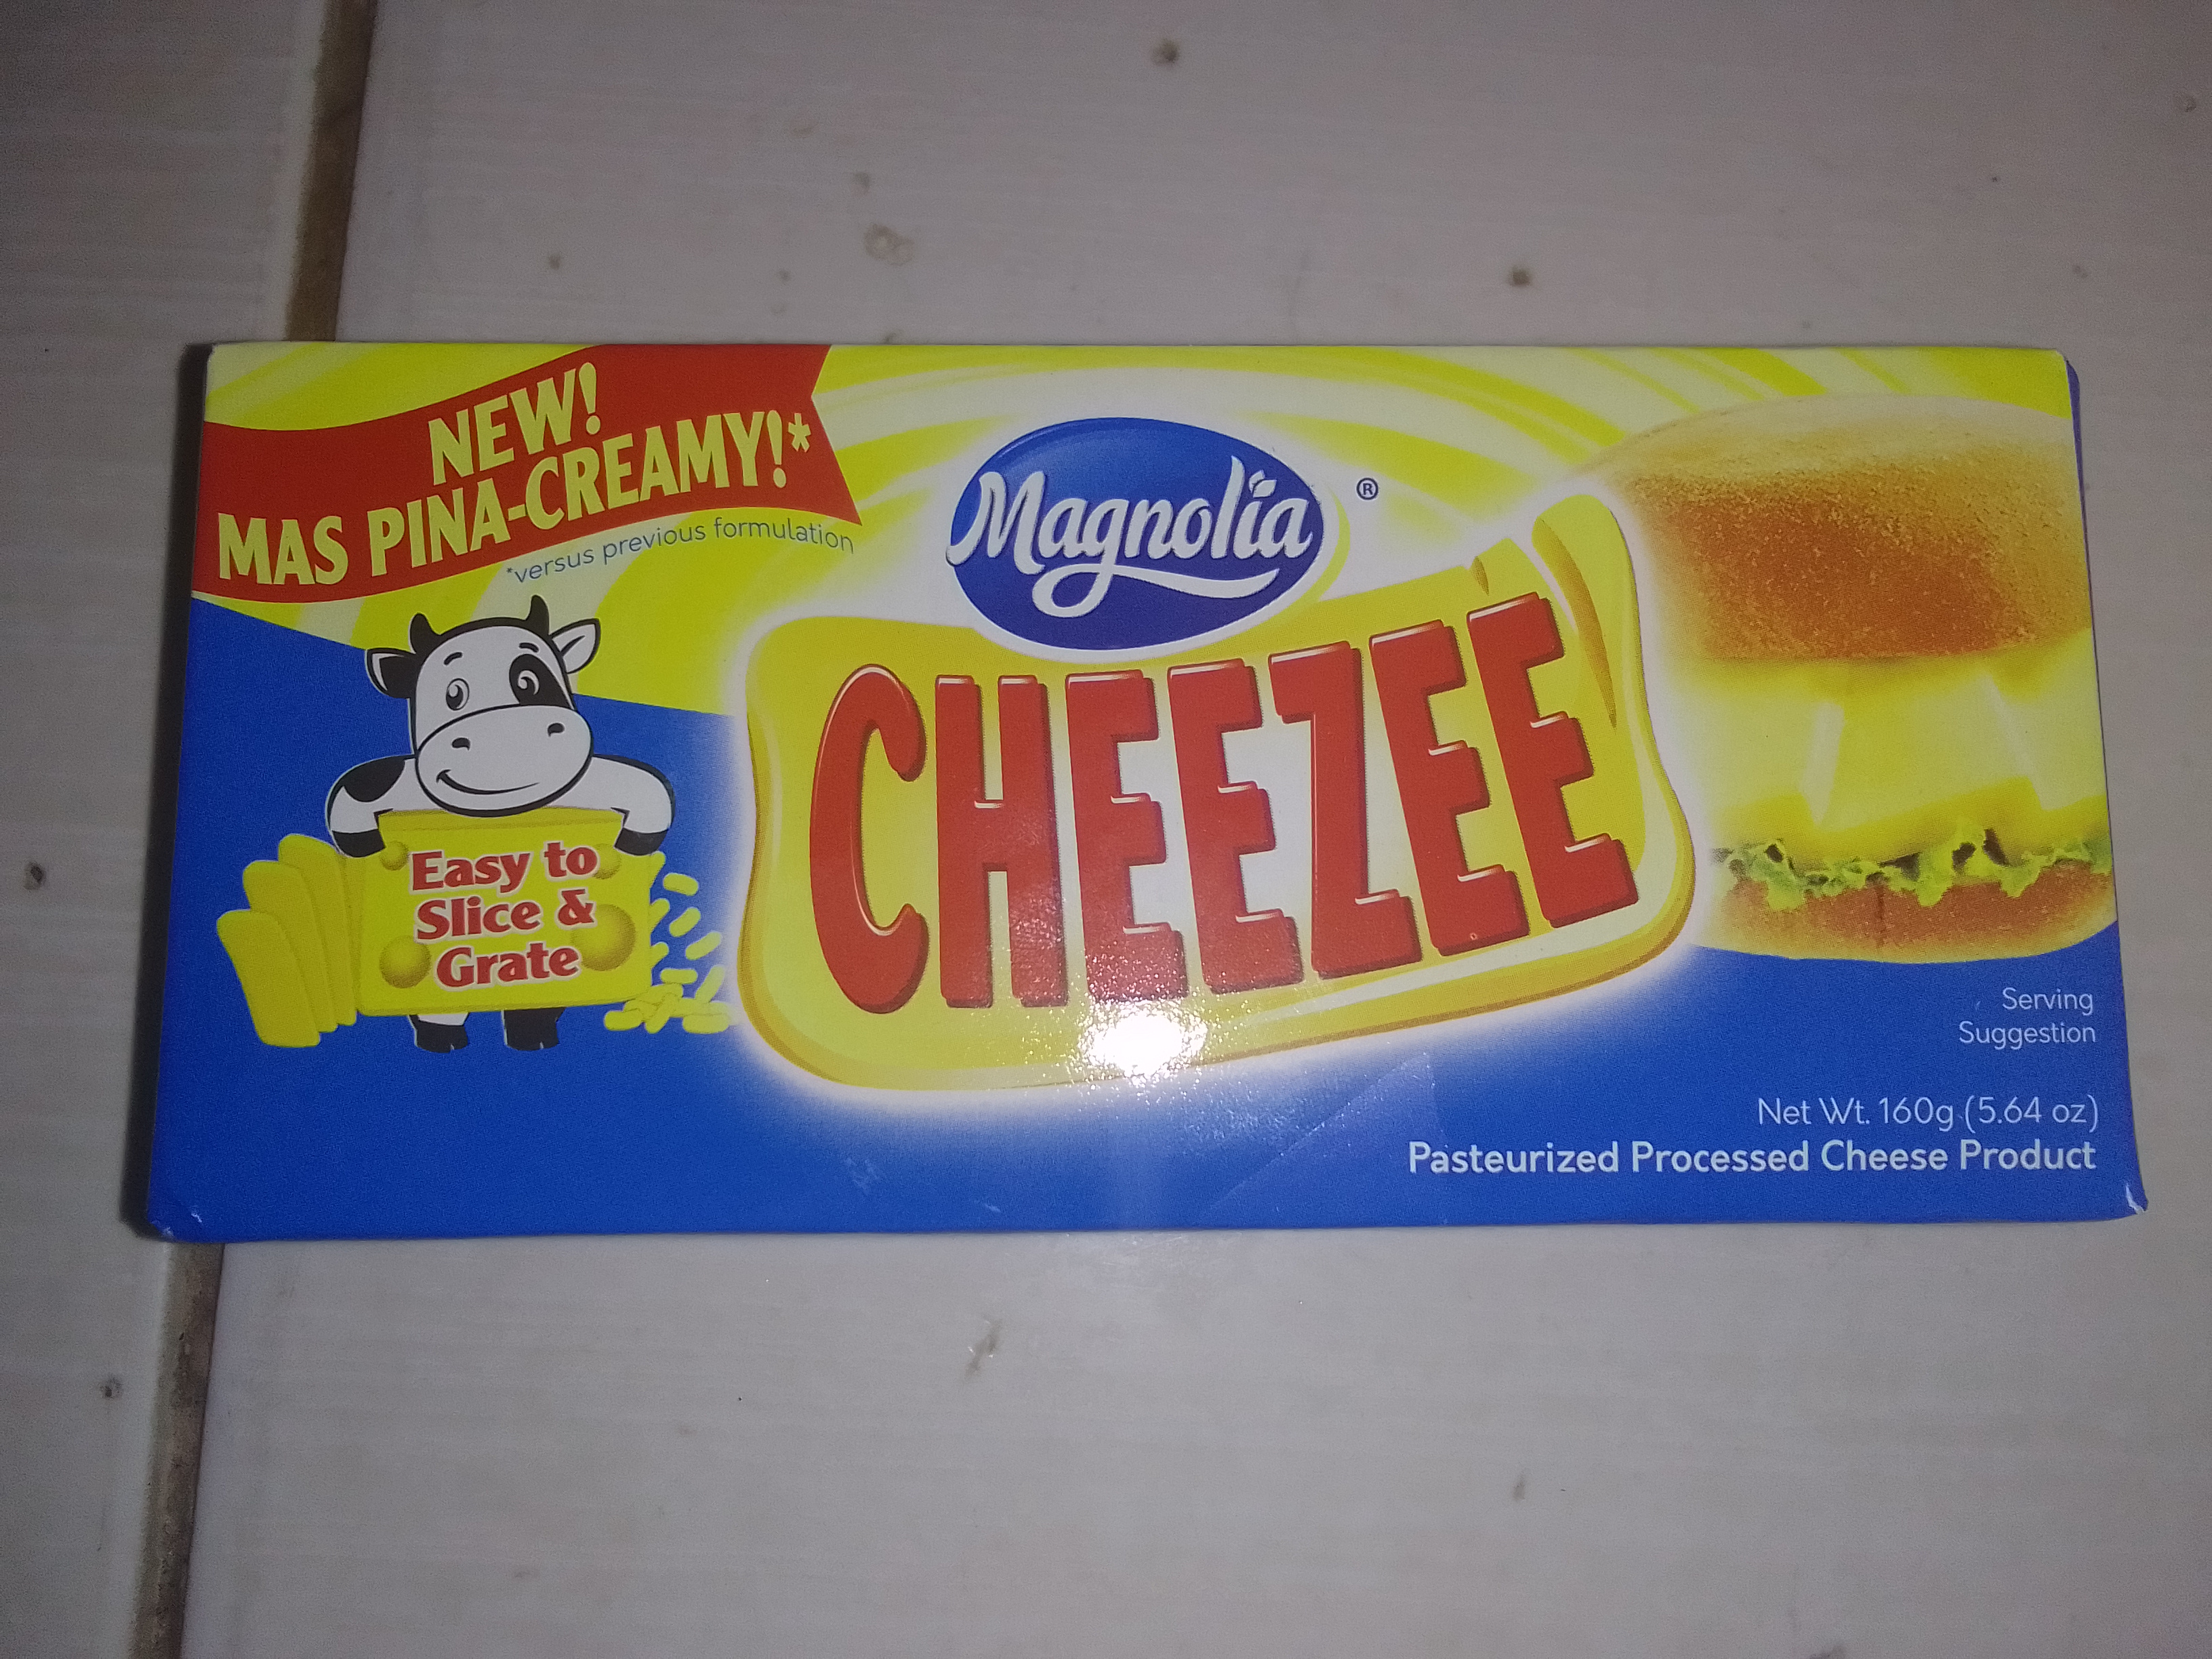 NEW!
MAS PINA-CREAMY!*
*versus previous formulation
Magnolia ®
CHEEZEE
Easy to
Slice &
Grate
Serving
Suggestion
Net Wt. 160g (5.64 oz)
Pasteurized Processed Cheese Product